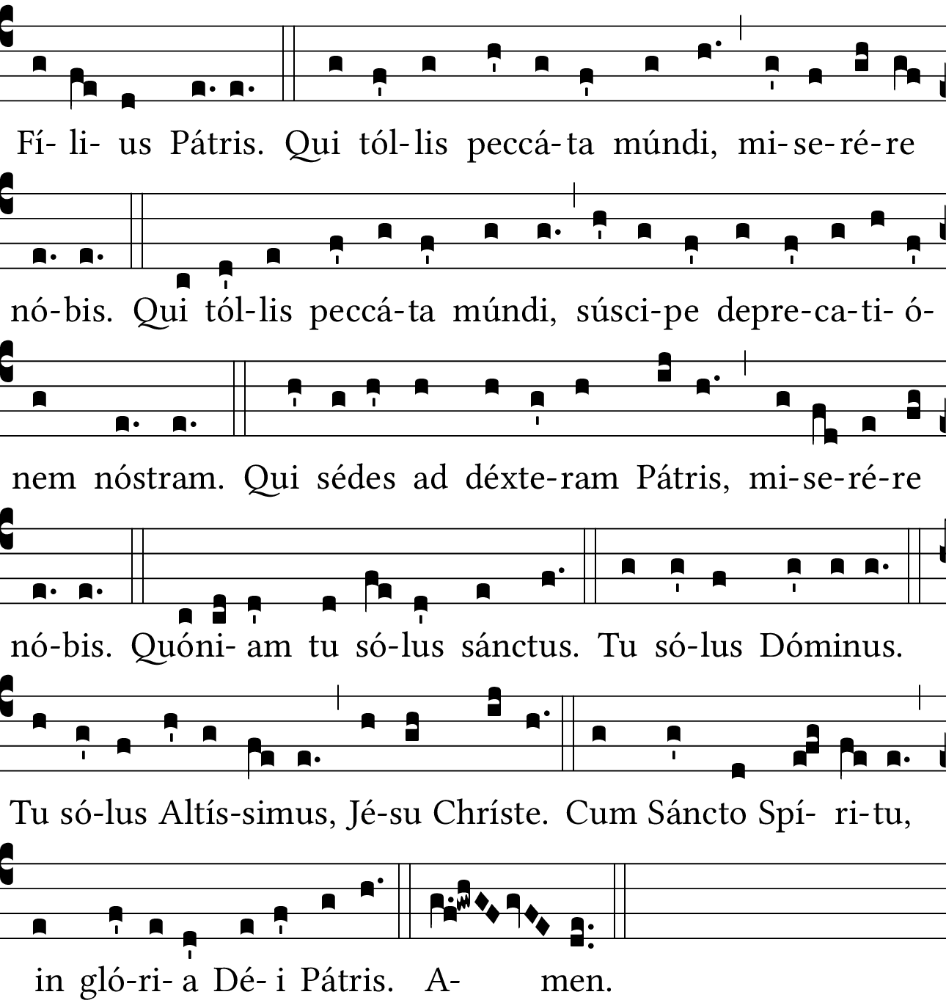 Fí- li- us Pátris. Qui tól-lis peccá-ta múndi, mi-se-ré-re
nó-bis. Qui tól-lis peccá-ta múndi, súsci-pe depre-ca-ti- ó-
nem nóstram. Qui sédes ad déxte-ram Pátris, mi-se-ré-re
nó-bis. Quóni- am tu só-lus sánctus. Tu só-lus Dóminus.
Tu só-lus Altís-simus, Jé-su Chríste. Cum Sáncto Spí- ri-tu,
in gló-ri- a Dé- i Pátris. A- men.